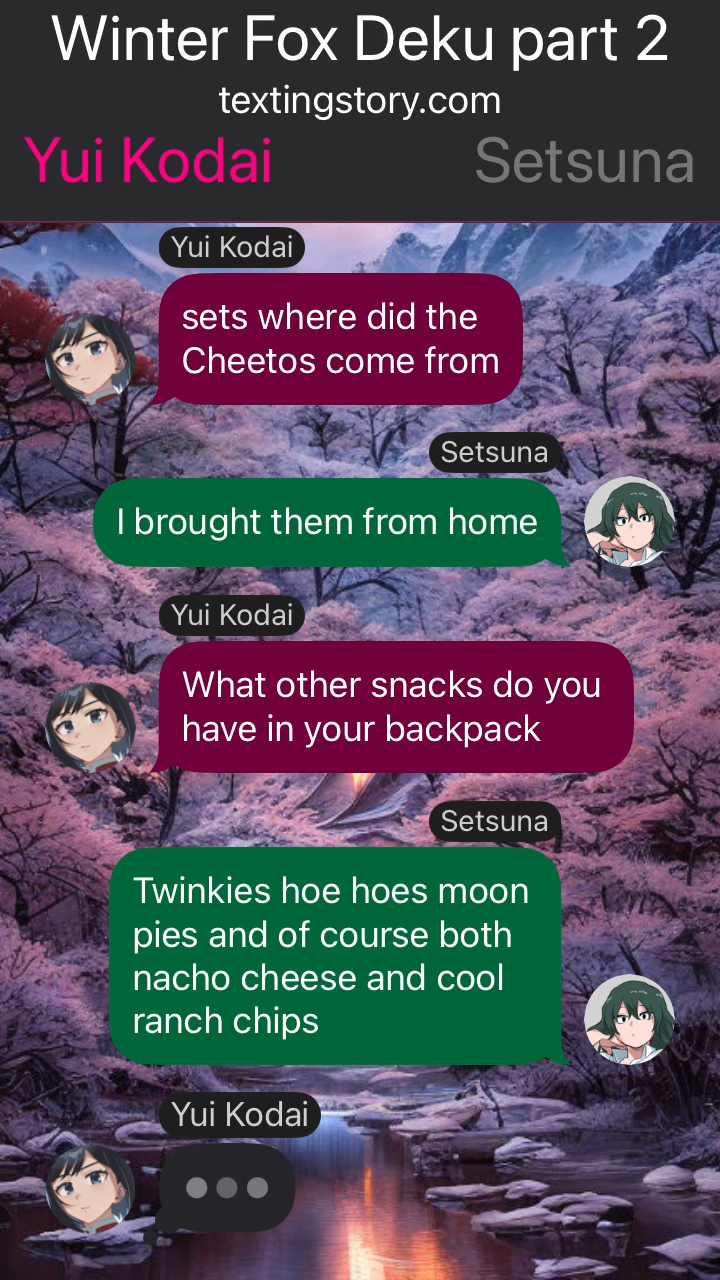 Winter Fox Deku part 2
textingstory.com
Yui Kodai
Setsuna
Yui Kodai
sets where did the
Cheetos come from
Setsuna
I brought them from home
Yui Kodai
What other snacks do you
have in your backpack
Setsuna
Twinkies hoe hoes moon
pies and of course both
nacho cheese and cool
ranch chips
Yui Kodai